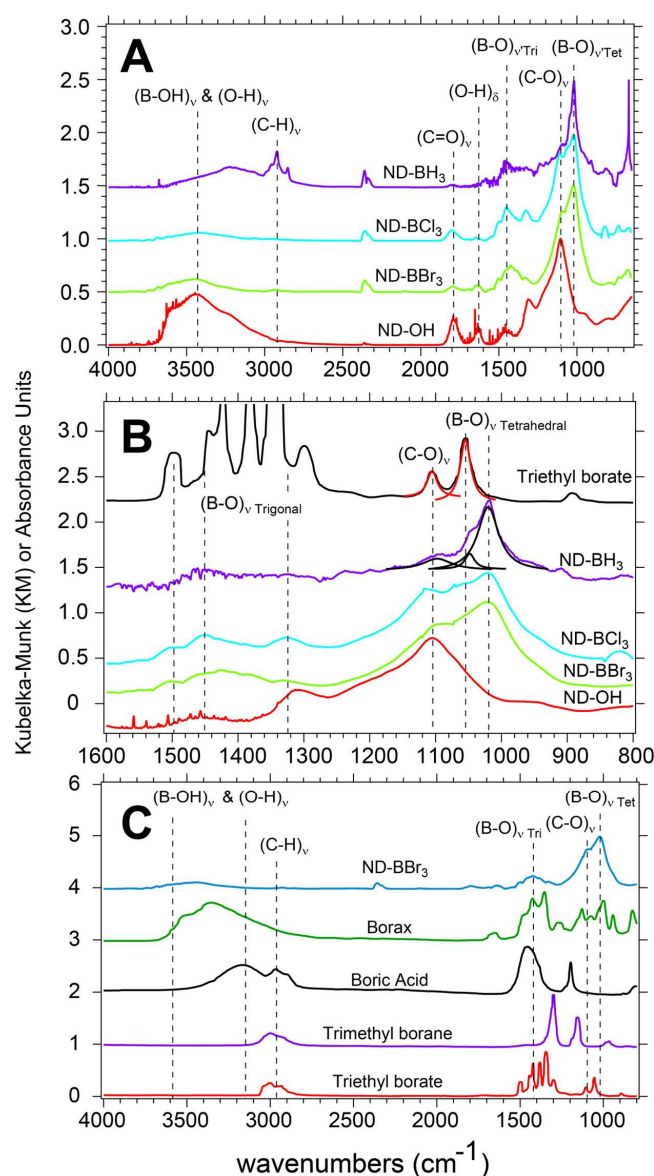 Kubelka-Munk (KM) or Absorbance Units
A
3.0
2.5
2.0
1.5
1.0
0.5
0.0
(B-OH)ν & (O-H)ν
(C-H)ν
(C=O)ν
(O-H)δ
(B-O)ν'Tri
(C-O)ν
(B-O)ν'Tet
ND-BH3
ND-BCl3
ND-BBr3
ND-OH
4000 3500 3000 2500 2000 1500 1000
B
3.0
2.5
2.0
1.5
1.0
0.5
0
(B-O)ν Tetrahedral
(C-O)ν
Triethyl borate
(B-O)ν Trigonal
ND-BH3
ND-BCl3
ND-BBr3
ND-OH
1600 1500 1400 1300 1200 1100 1000 900 800
C
6
5
4
3
2
1
0
(B-OH)ν & (O-H)ν
(C-H)ν
(B-O)ν Tri
(C-O)ν
(B-O)ν Tet
ND-BBr3
Borax
Boric Acid
Trimethyl borane
Triethyl borate
4000 3500 3000 2500 2000 1500 1000
wavenumbers (cm-1)